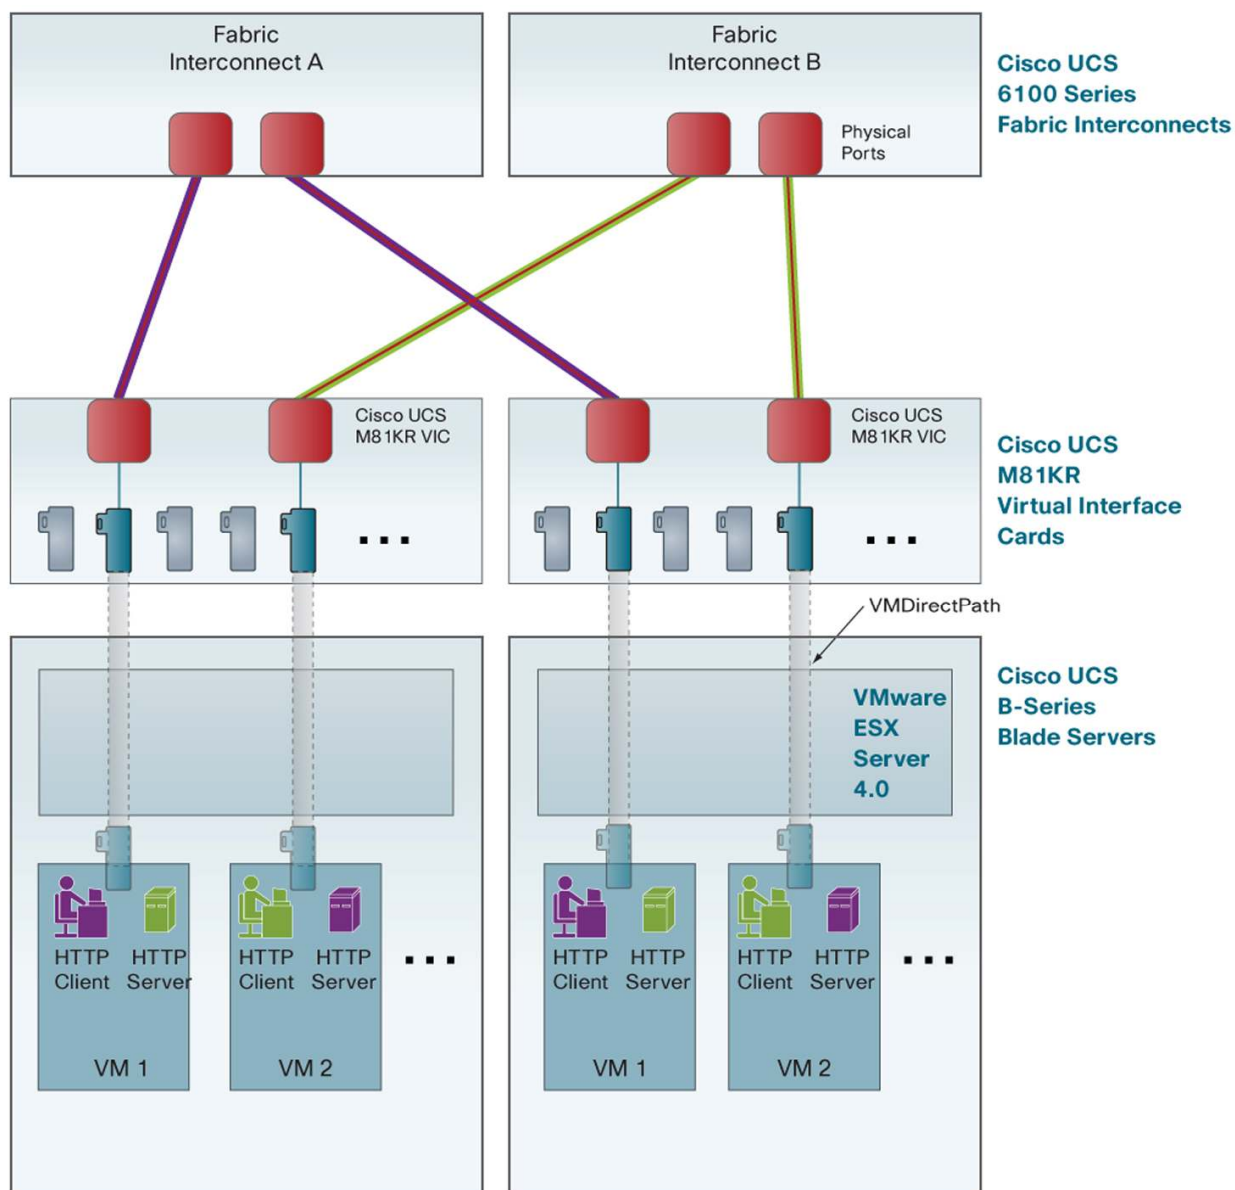 Fabric
Interconnect A
Fabric
Interconnect B
Cisco UCS
6100 Series
Fabric Interconnects
Physical
Ports
Cisco UCS
M81KR VIC
Cisco UCS
M81KR VIC
Cisco UCS
M81KR
Virtual Interface
Cards
...
...
VMDirectPath
Cisco UCS
B-Series
Blade Servers
VMware
ESX
Server
4.0
HTTP
Client
HTTP
Server
HTTP
Client
HTTP
Server
...
HTTP
Client
HTTP
Server
HTTP
Client
HTTP
Server
...
VM 1
VM 2
VM 1
VM 2